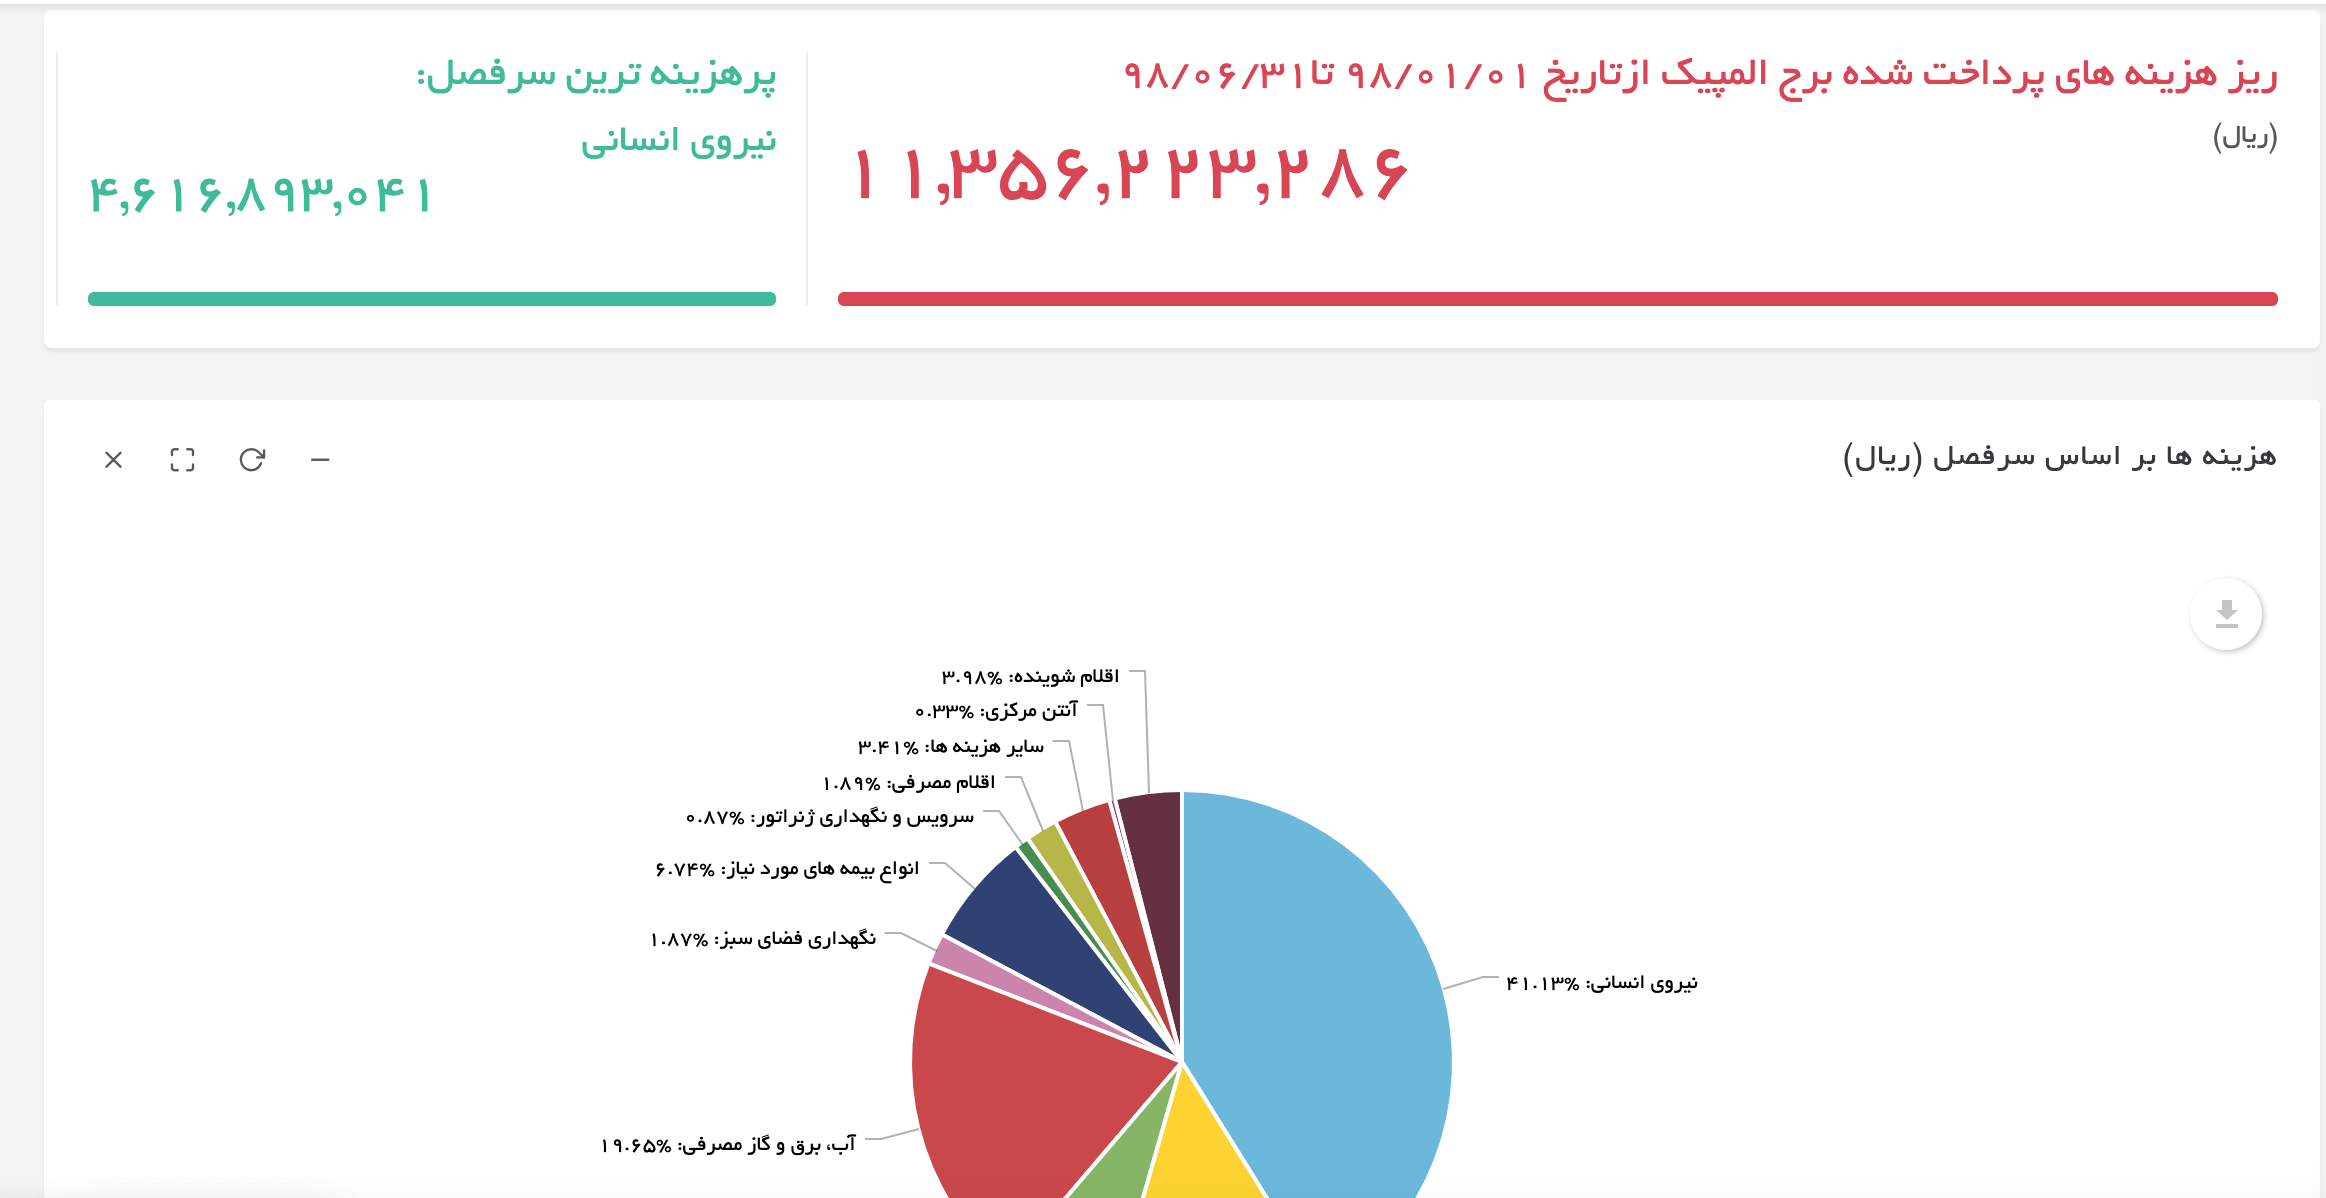 ریز هزینه های پرداخت شده برج المپیک ازتاریخ ۹۸/۰۱/۰۱ تا۹۸/۰۶/۳۱
(ریال)
۱۱,۳۵۶,۲۲۳,۲۸۶
پرهزینه ترین سرفصل:
نیروی انسانی
۴,۶۱۶,۸۹۳,۰۴۱
هزینه ها بر اساس سرفصل (ریال)
اقلام شوینده: ۳.۹۸%
آنتن مرکزی: ۰.۳۳%
سایر هزینه ها: ۳.۴۱%
اقلام مصرفی: ۱.۸۹%
سرویس و نگهداری ژنراتور: ۰.۸۷%
انواع بیمه های مورد نیاز: ۶.۷۴%
نگهداری فضای سبز: ۱.۸۷%
نیروی انسانی: ۴۱.۱۳%
آب، برق و گاز مصرفی: ۱۹.۶۵%